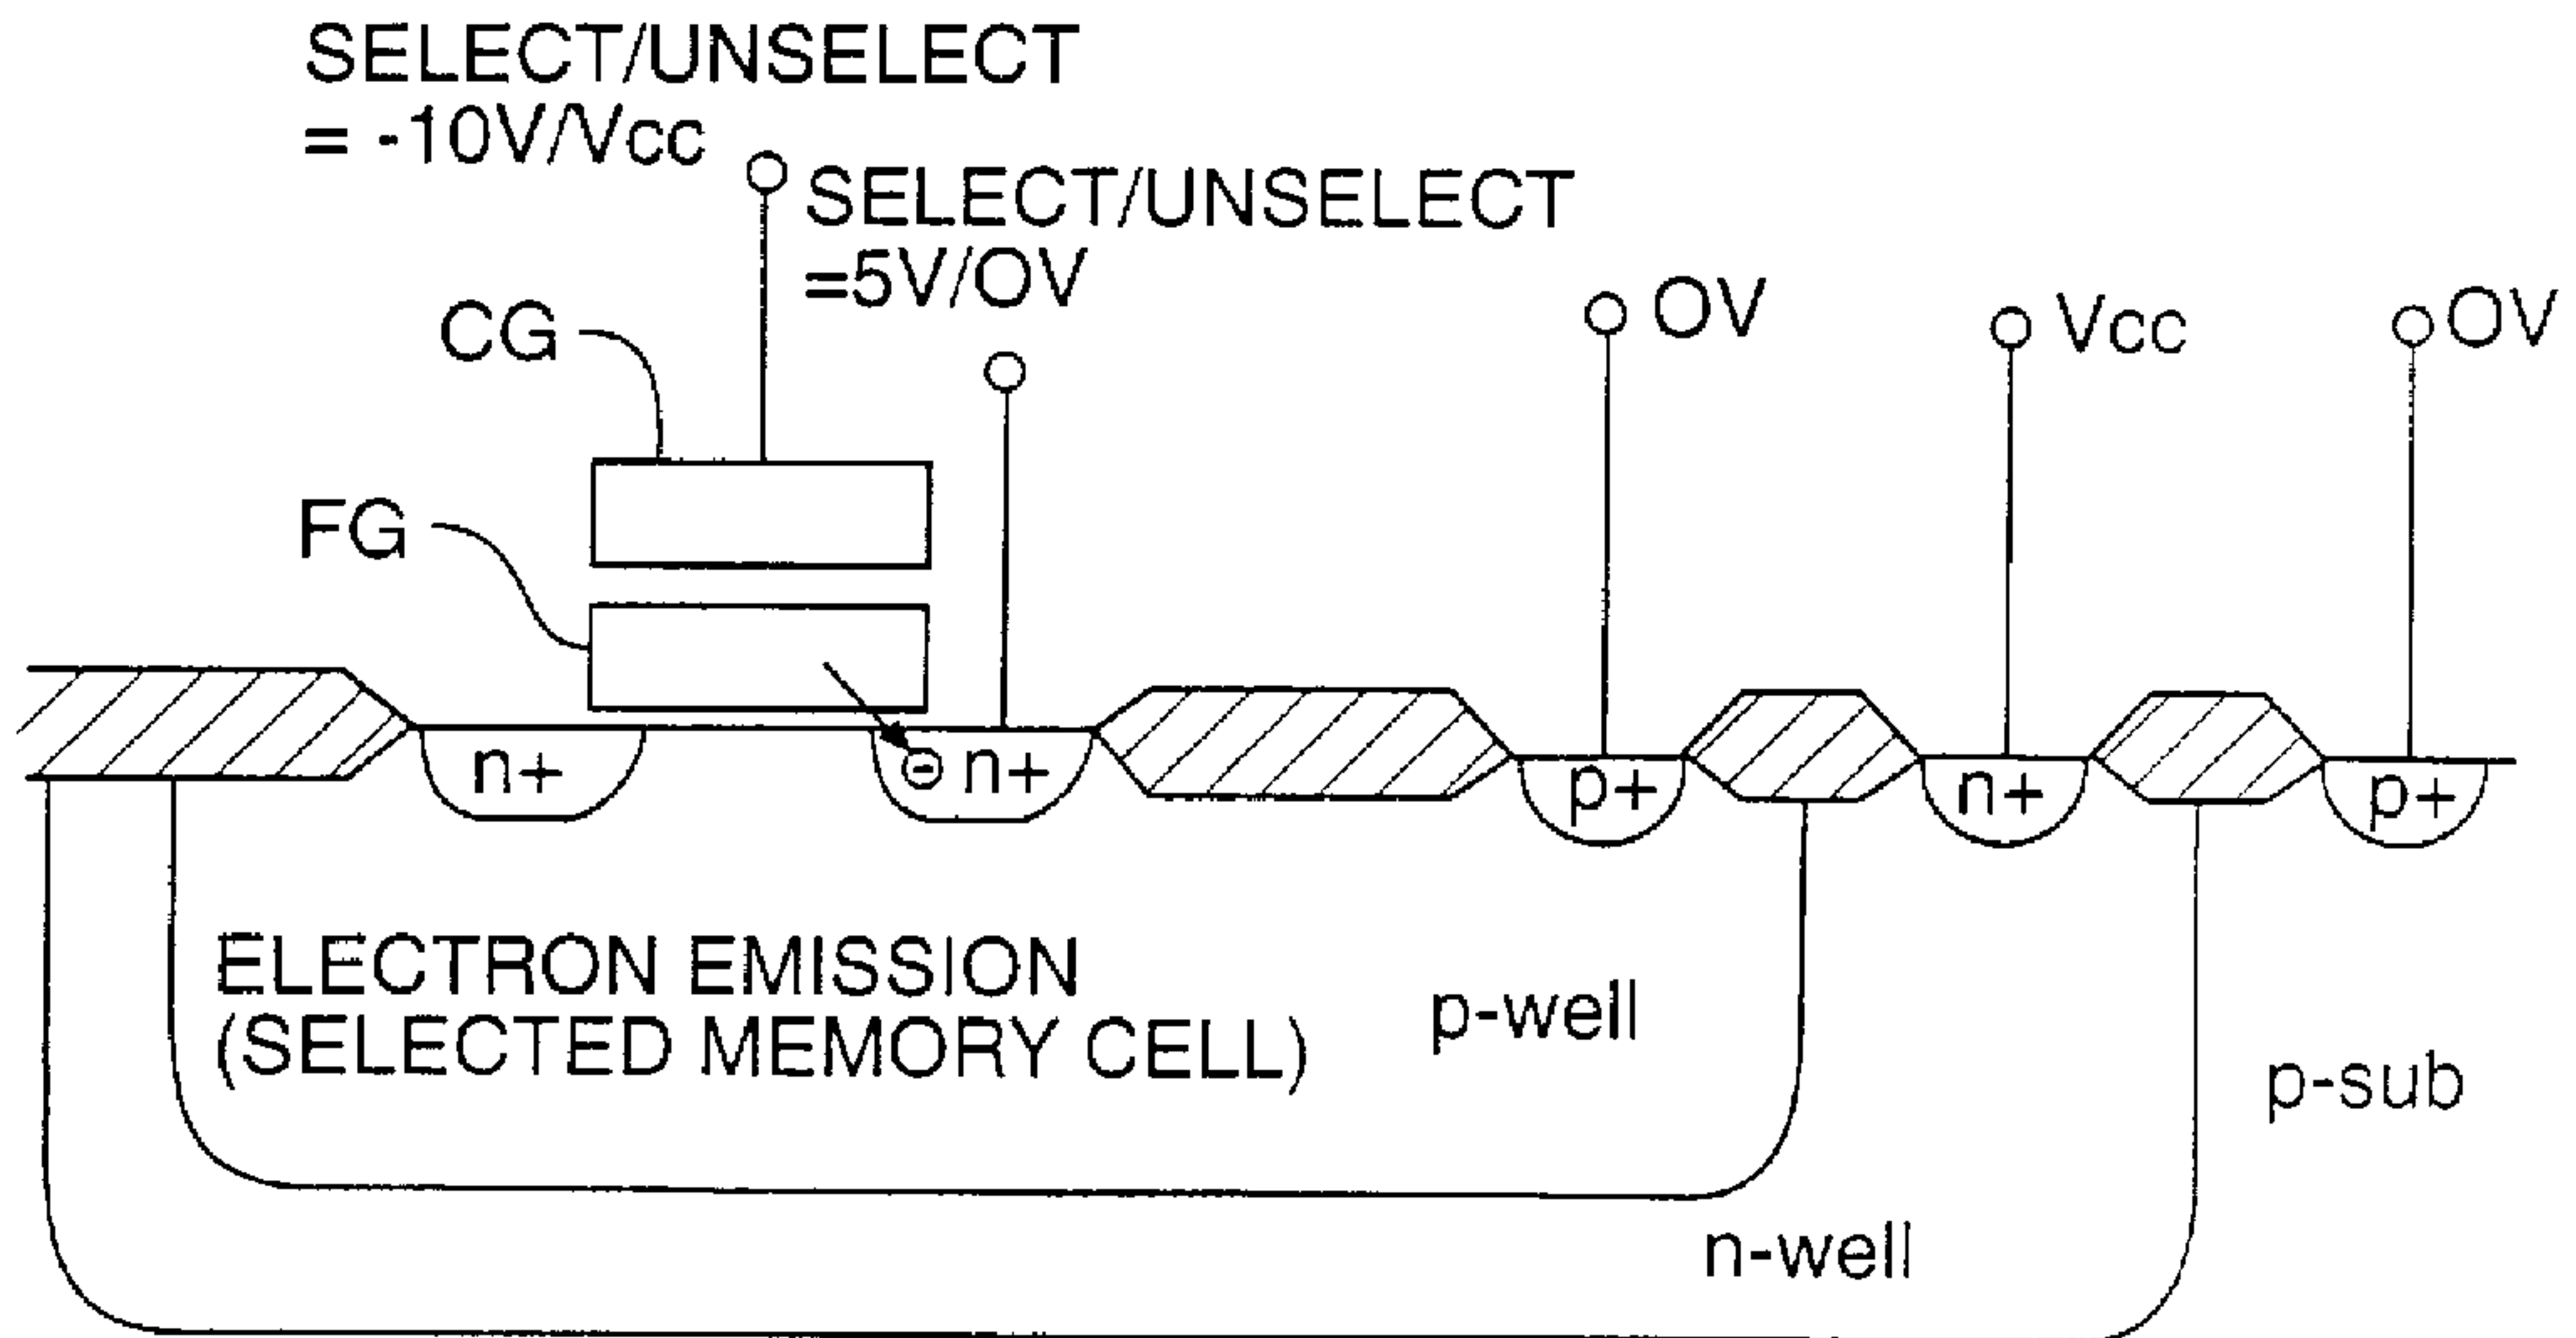 SELECT/UNSELECT
= -10V/Vcc
SELECT/UNSELECT
=5V/OV
CG
OV
Vcc
OV
FG
n+
⊖ n+
p+
n+
p+
ELECTRON EMISSION
(SELECTED MEMORY CELL)
p-well
p-sub
n-well